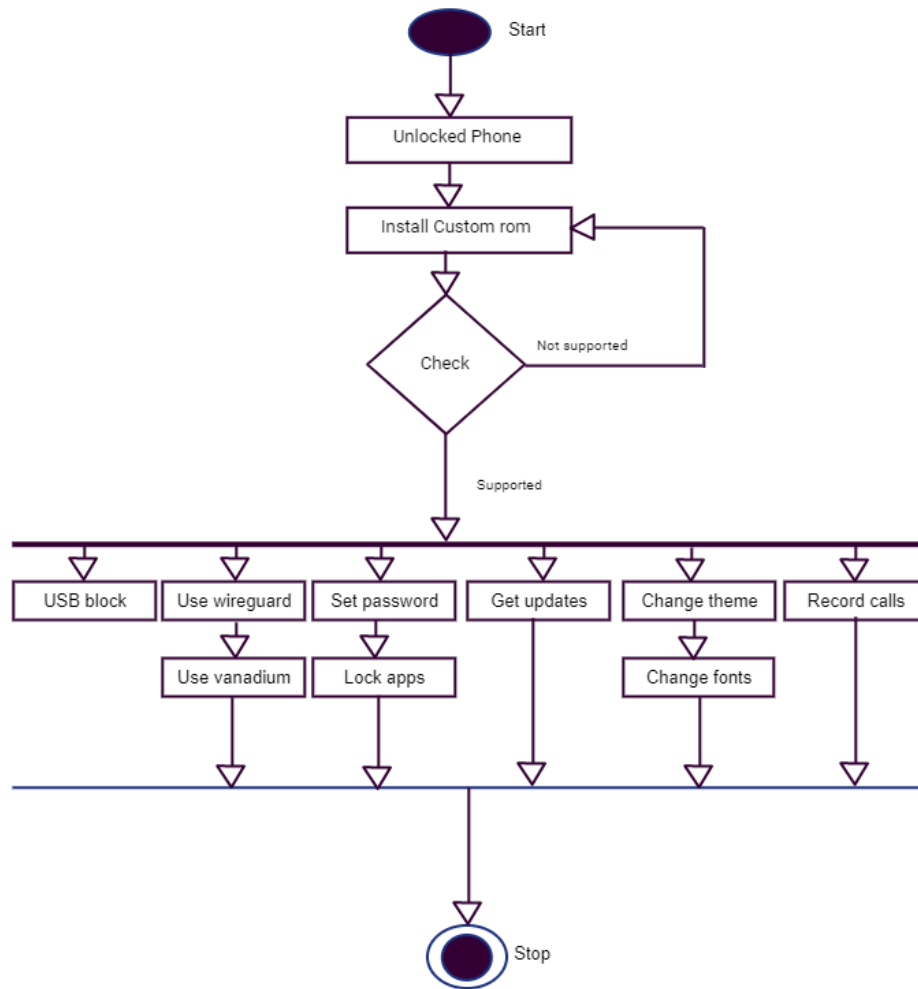 Start
Unlocked Phone
Install Custom rom
Not supported
Check
Supported
USB block
Use wireguard
Set password
Get updates
Change theme
Record calls
Use vanadium
Lock apps
Change fonts
Stop